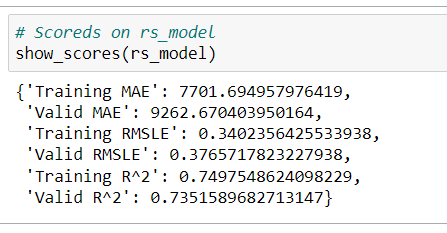 # Scoreds on rs_model
show_scores(rs_model)
{'Training MAE': 7701.694957976419,
'Valid MAE': 9262.670403950164,
'Training RMSLE': 0.3402356425533938,
'Valid RMSLE': 0.3765717823227938,
'Training R^2': 0.7497548624098229,
'Valid R^2': 0.7351589682713147}